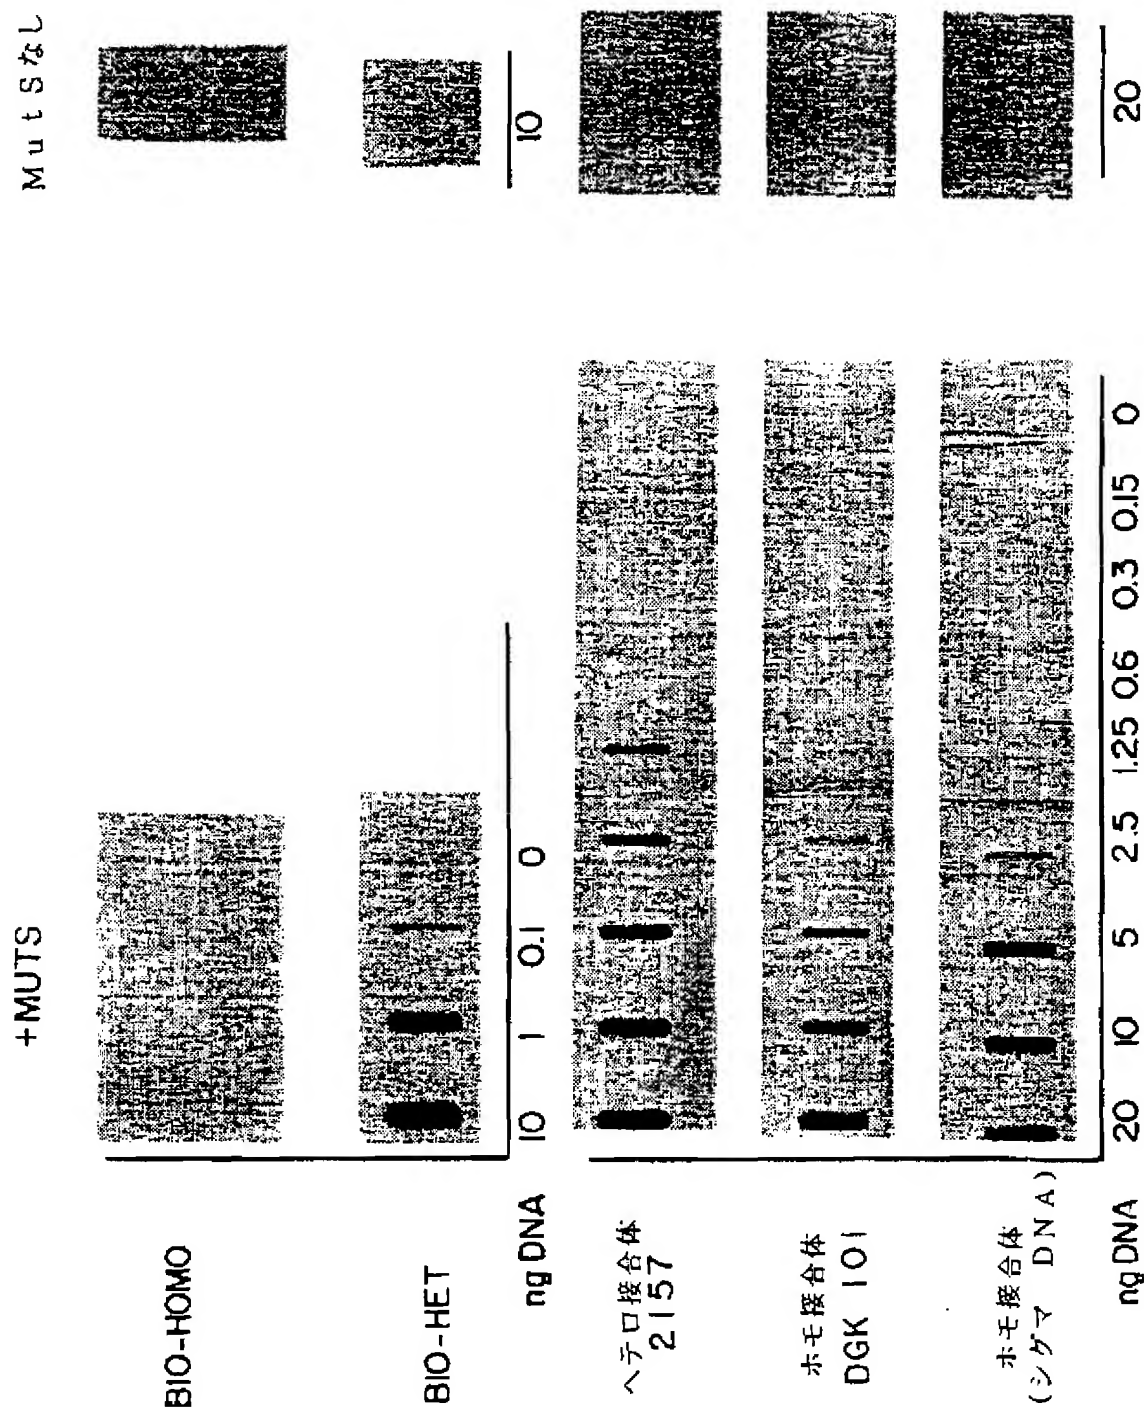 +MUTS
MutSなし
BIO-HOMO
BIO-HET
ng DNA
10 1 0.1 0
10
ヘテロ接合体
2157
ホモ接合体
DGK 101
ホモ接合体
(シグマ DNA)
ng DNA
20 10 5 2.5 1.25 0.6 0.3 0.15 0
20